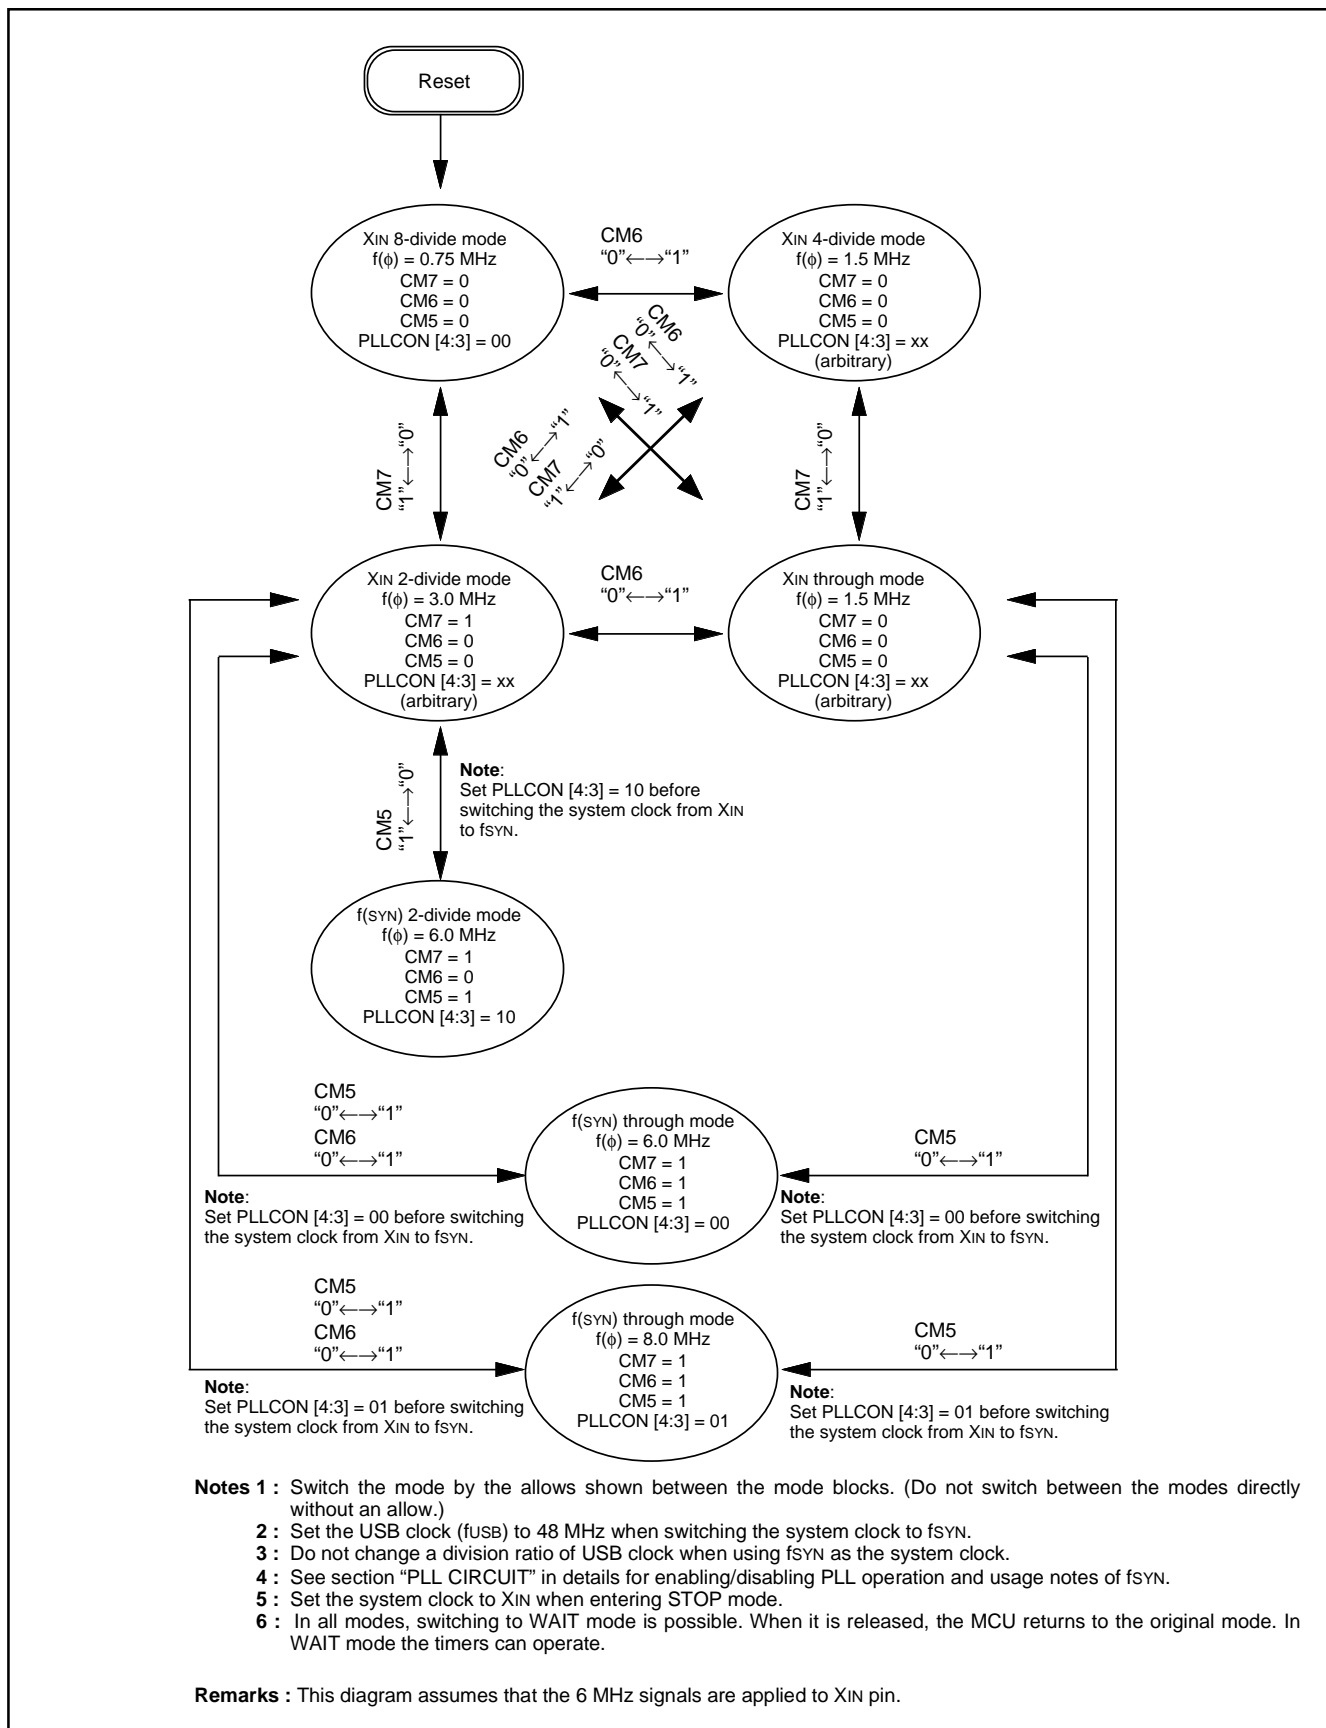 Reset
XIN 8-divide mode
f(ϕ) = 0.75 MHz
CM7 = 0
CM6 = 0
CM5 = 0
PLLCON [4:3] = 00
CM6
“0”←→“1”
XIN 4-divide mode
f(ϕ) = 1.5 MHz
CM7 = 0
CM6 = 0
CM5 = 0
PLLCON [4:3] = xx
(arbitrary)
CM7
“1”←→“0”
CM6
“0”←→“1”
CM7
“0”←→“1”
CM6
“0”←→“1”
CM7
“1”←→“0”
CM7
“1”←→“0”
XIN 2-divide mode
f(ϕ) = 3.0 MHz
CM7 = 1
CM6 = 0
CM5 = 0
PLLCON [4:3] = xx
(arbitrary)
CM6
“0”←→“1”
XIN through mode
f(ϕ) = 1.5 MHz
CM7 = 0
CM6 = 0
CM5 = 0
PLLCON [4:3] = xx
(arbitrary)
CM5
“1”←→“0”
Note:
Set PLLCON [4:3] = 10 before
switching the system clock from XIN
to fSYN.
f(SYN) 2-divide mode
f(ϕ) = 6.0 MHz
CM7 = 1
CM6 = 0
CM5 = 1
PLLCON [4:3] = 10
CM5
“0”←→“1”
CM6
“0”←→“1”
Note:
Set PLLCON [4:3] = 00 before switching
the system clock from XIN to fSYN.
f(SYN) through mode
f(ϕ) = 6.0 MHz
CM7 = 1
CM6 = 1
CM5 = 1
PLLCON [4:3] = 00
CM5
“0”←→“1”
Note:
Set PLLCON [4:3] = 00 before switching
the system clock from XIN to fSYN.
CM5
“0”←→“1”
CM6
“0”←→“1”
Note:
Set PLLCON [4:3] = 01 before switching
the system clock from XIN to fSYN.
f(SYN) through mode
f(ϕ) = 8.0 MHz
CM7 = 1
CM6 = 1
CM5 = 1
PLLCON [4:3] = 01
CM5
“0”←→“1”
Note:
Set PLLCON [4:3] = 01 before switching
the system clock from XIN to fSYN.
Notes 1 : Switch the mode by the allows shown between the mode blocks. (Do not switch between the modes directly
without an allow.)
2 : Set the USB clock (fUSB) to 48 MHz when switching the system clock to fSYN.
3 : Do not change a division ratio of USB clock when using fSYN as the system clock.
4 : See section “PLL CIRCUIT” in details for enabling/disabling PLL operation and usage notes of fSYN.
5 : Set the system clock to XIN when entering STOP mode.
6 : In all modes, switching to WAIT mode is possible. When it is released, the MCU returns to the original mode. In
WAIT mode the timers can operate.
Remarks : This diagram assumes that the 6 MHz signals are applied to XIN pin.